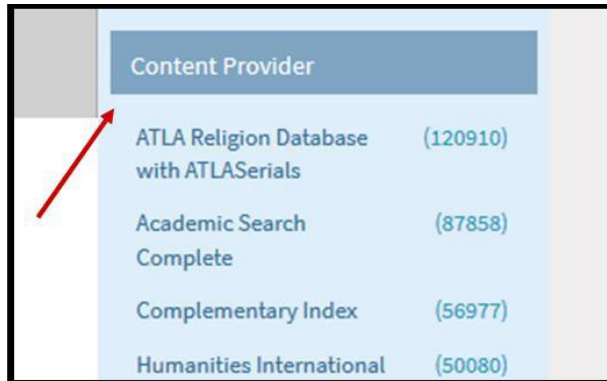 Content Provider
ATLA Religion Database (120910)
with ATLASerials
Academic Search (87858)
Complete
Complementary Index (56977)
Humanities International (50080)